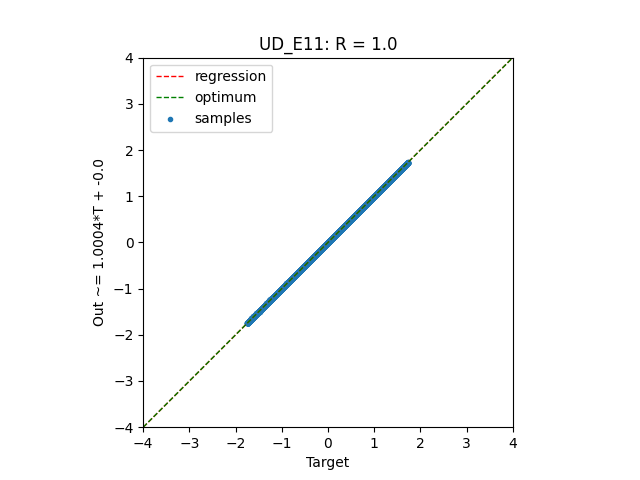 UD_E11: R = 1.0
regression
optimum
samples
4
3
2
1
0
−1
−2
−3
−4
Out ~= 1.0004*T + -0.0
−4 −3 −2 −1 0 1 2 3 4
Target